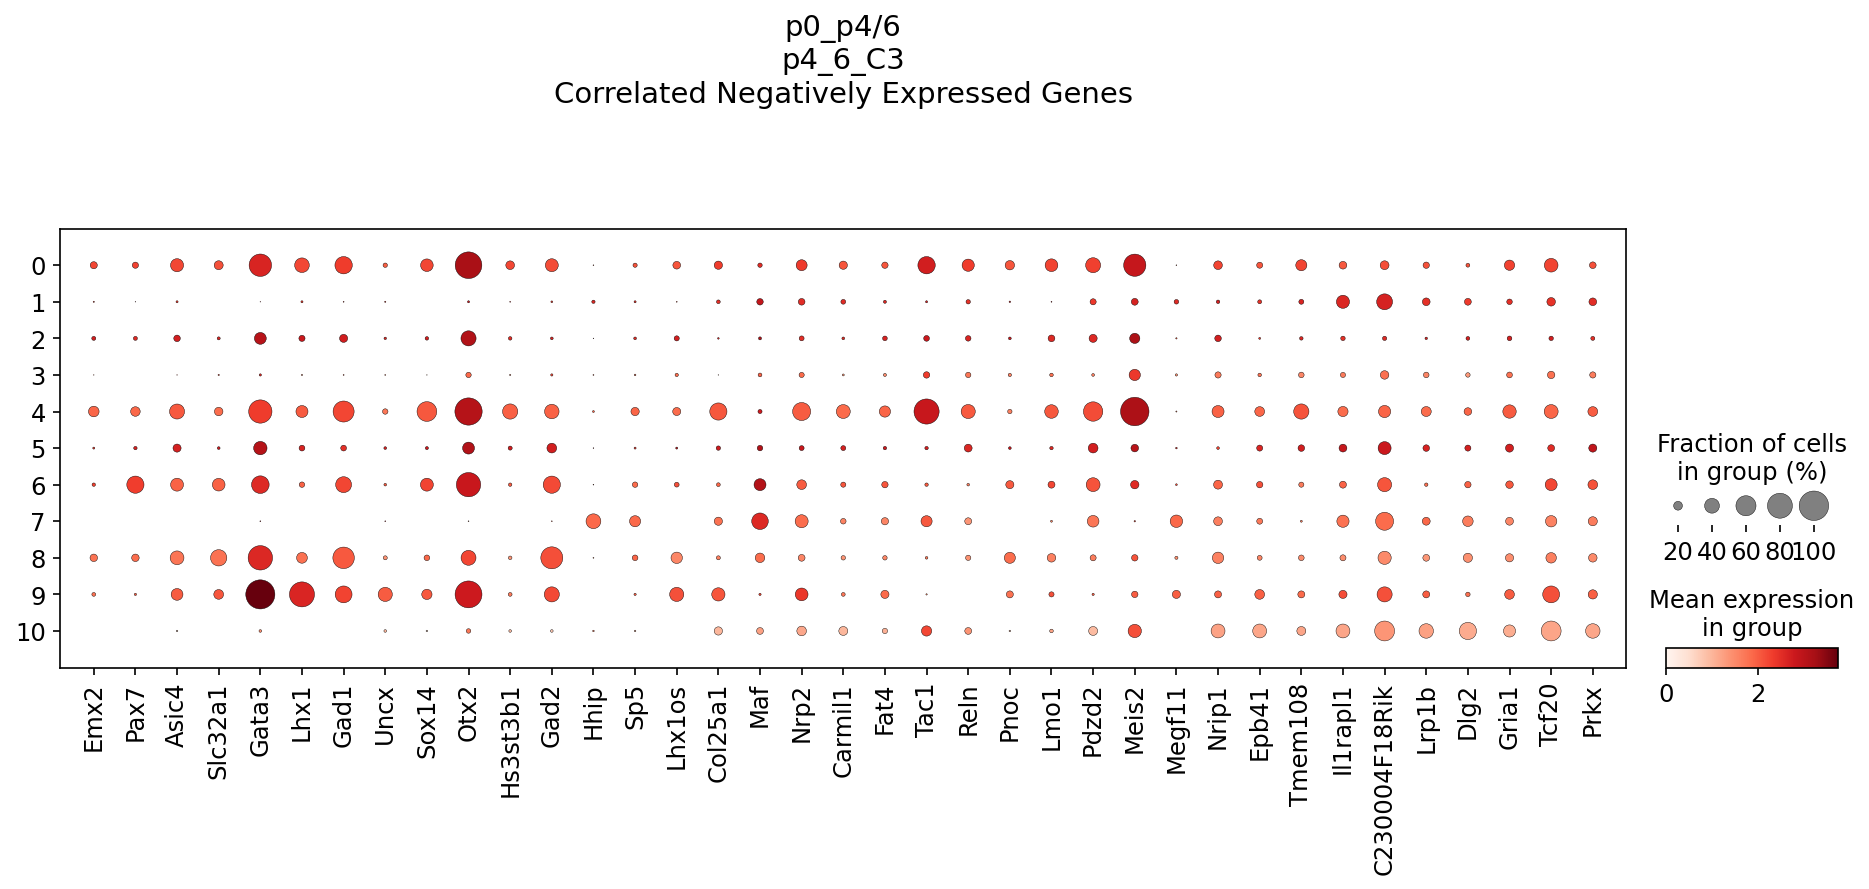 p0_p4/6
p4_6_C3
Correlated Negatively Expressed Genes
0
1
2
3
4
5
6
7
8
9
10
Emx2
Pax7
Asic4
Slc32a1
Gata3
Lhx1
Gad1
Uncx
Sox14
Otx2
Hs3st3b1
Gad2
Hhip
Sp5
Lhx1os
Col25a1
Maf
Nrp2
Carmil1
Fat4
Tac1
Reln
Pnoc
Lmo1
Pdzd2
Meis2
Megf11
Nrip1
Epb41
Tmem108
Il1rapl1
C230004F18Rik
Lrp1b
Dlg2
Gria1
Tcf20
Prkx
Fraction of cells
in group (%)
20 40 60 80 100
Mean expression
in group
0 2